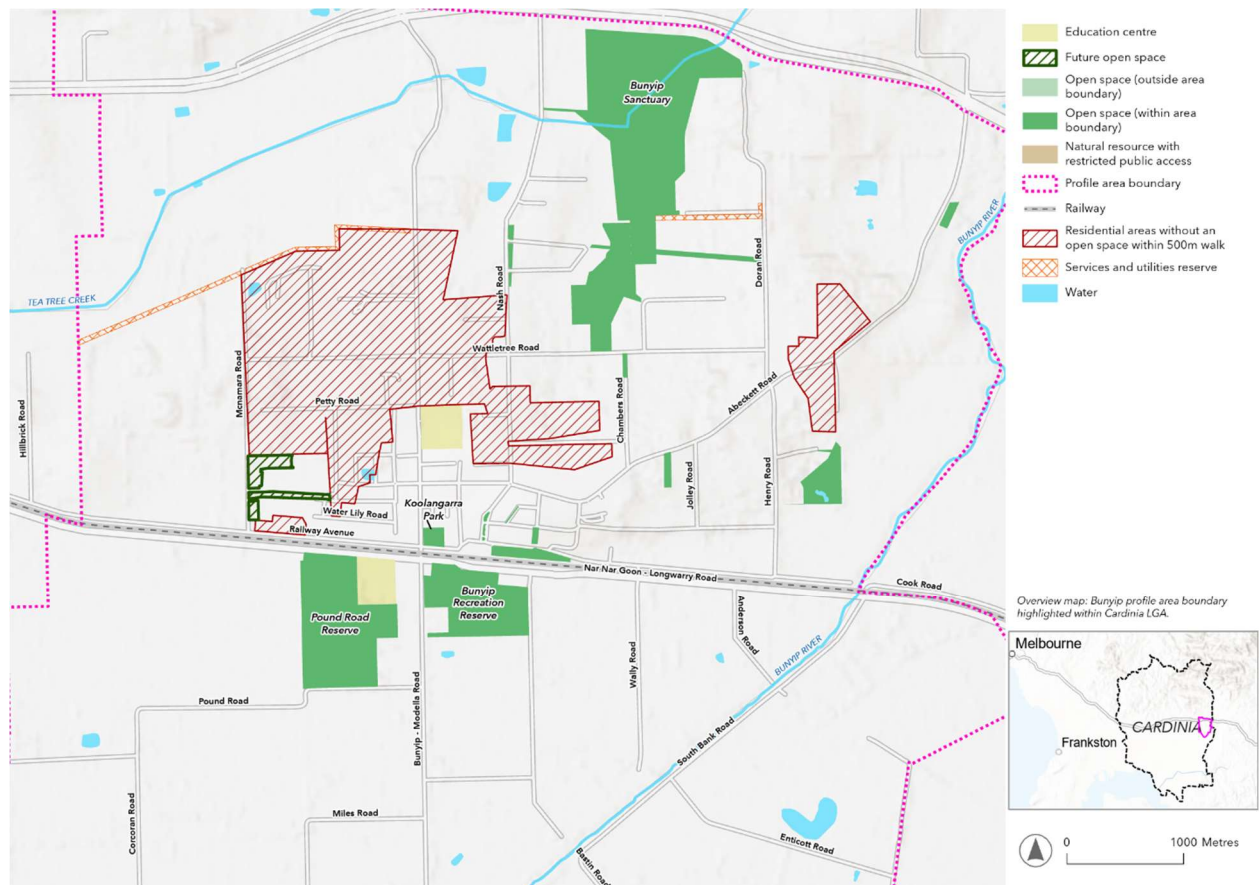 Bunyip
Sanctuary
TEA TREE CREEK
BUNYIP RIVER
Nash Road
Doran Road
Wattletree Road
Mcnamara Road
Petty Road
Hillbrick Road
Chambers Road
Abeckett Road
Jolley Road
Henry Road
Koolangarra
Park
Water Lily Road
Railway Avenue
Nar Nar Goon - Longwarry Road
Cook Road
Pound Road
Reserve
Bunyip
Recreation
Reserve
Anderson Road
Wally Road
BUNYIP RIVER
Pound Road
Bunyip - Modella Road
South Bank Road
Corcoran Road
Miles Road
Enticott Road
Bastin Road
Education centre
Future open space
Open space (outside area
boundary)
Open space (within area
boundary)
Natural resource with
restricted public access
Profile area boundary
Railway
Residential areas without an
open space within 500m walk
Services and utilities reserve
Water
Overview map: Bunyip profile area boundary
highlighted within Cardinia LGA.
Melbourne
CARDINIA
Frankston
0 1000 Metres